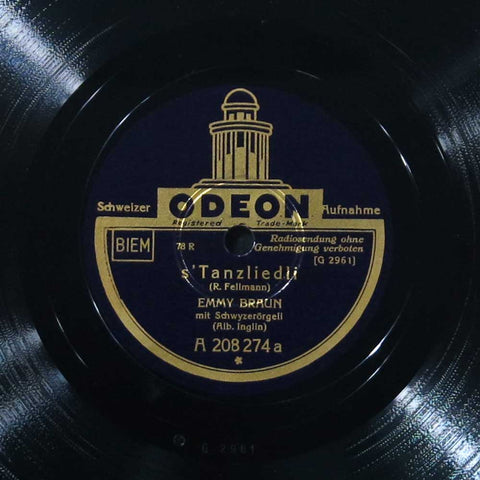 Schweizer ODEON Aufnahme
Registered Trade-Mark
BIEM 78 R Radiosendung ohne
Genehmigung verboten
[G 2961]
s'Tanzliedli
(R. Fellmann)
EMMY BRAUN
mit Schwyzerörgeli
(Alb. Inglin)
A 208 274 a
*
G 2961